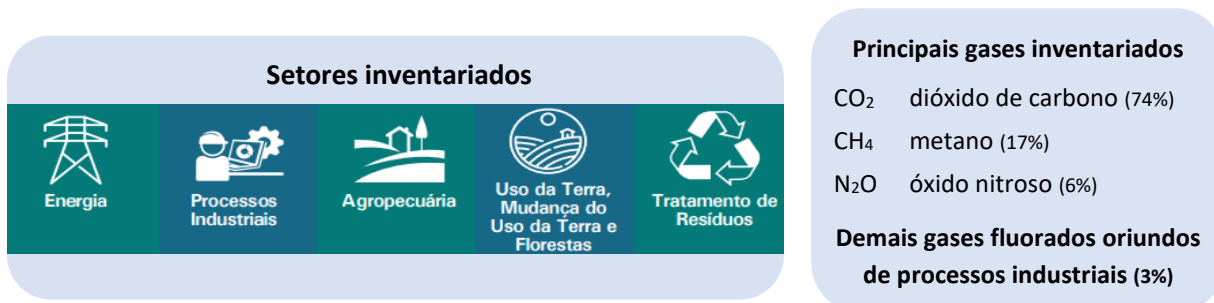 Setores inventariados
Energia
Processos
Industriais
Agropecuária
Uso da Terra,
Mudança do
Uso da Terra e
Florestas
Tratamento de
Resíduos
Principais gases inventariados
CO₂ dióxido de carbono (74%)
CH₄ metano (17%)
N₂O óxido nitroso (6%)
Demais gases fluorados oriundos
de processos industriais (3%)